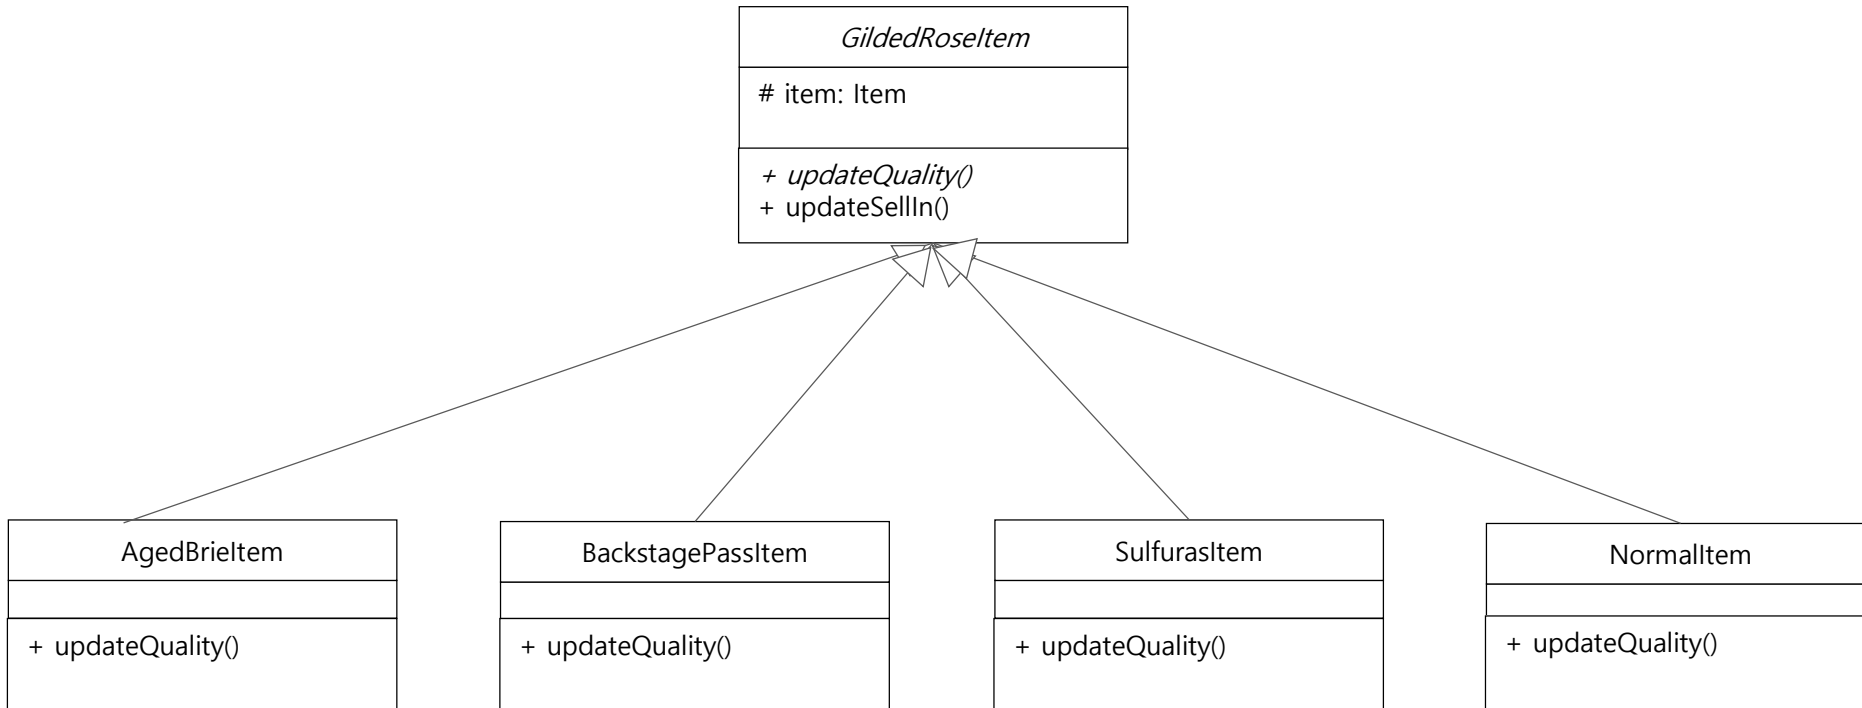 GildedRoseItem
# item: Item
+ updateQuality()
+ updateSellIn()
AgedBrieItem
+ updateQuality()
BackstagePassItem
+ updateQuality()
SulfurasItem
+ updateQuality()
NormalItem
+ updateQuality()